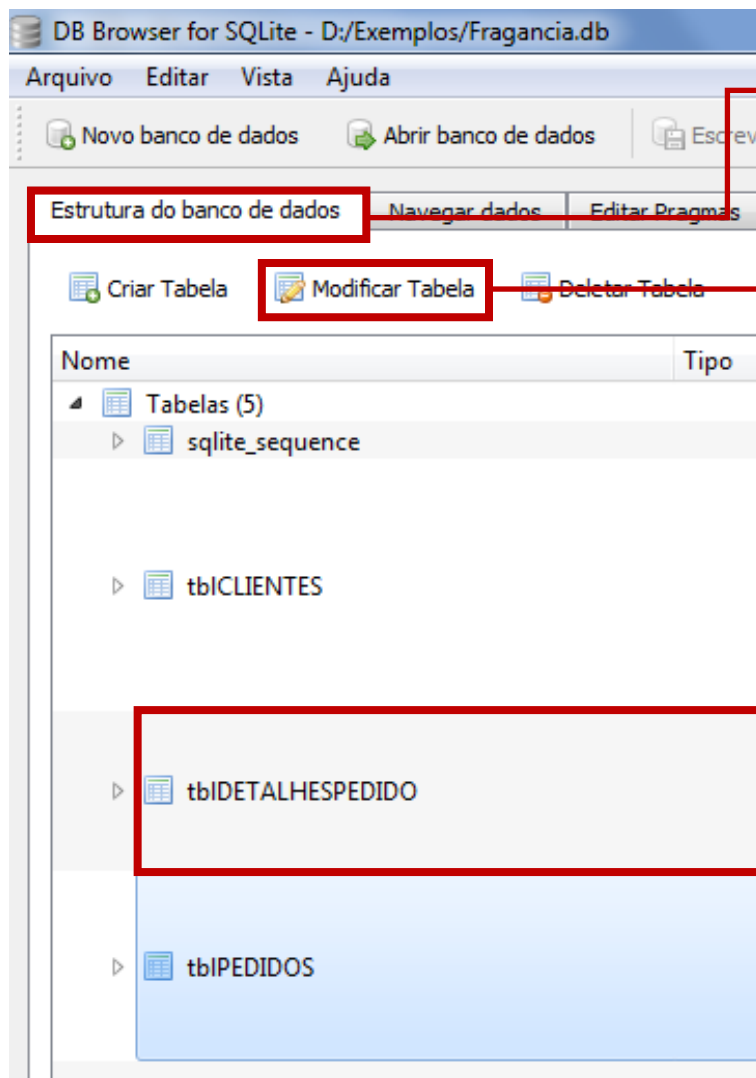 DB Browser for SQLite - D:/Exemplos/Fragancia.db
Arquivo Editar Vista Ajuda
Novo banco de dados Abrir banco de dados Escrev
Estrutura do banco de dados Navegar dados Editar Pragmas
Criar Tabela Modificar Tabela Deletar Tabela
Nome Tipo
Tabelas (5)
sqlite_sequence
tblCLIENTES
tblDETALHESPEDIDO
tblPEDIDOS